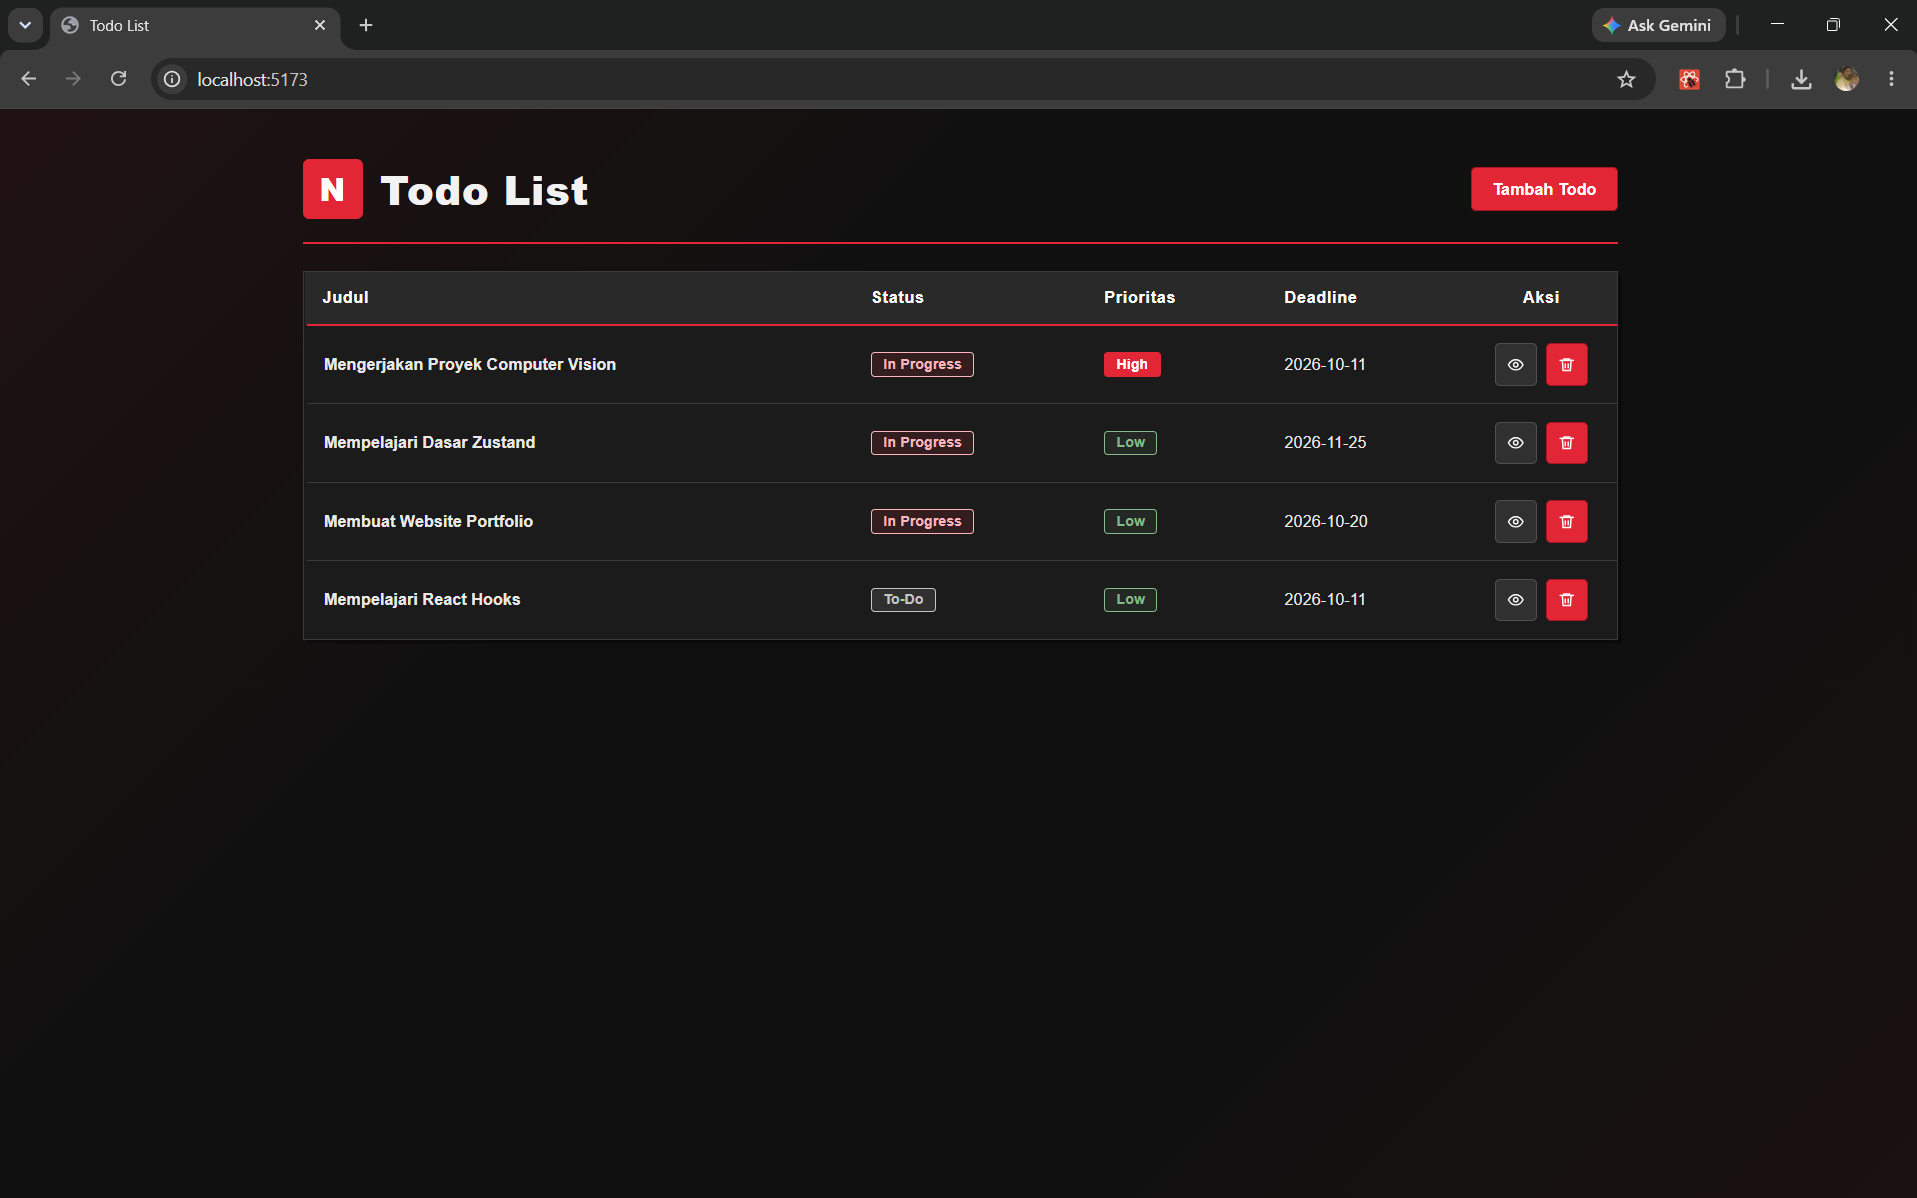 Todo List
Ask Gemini
localhost:5173
N Todo List
Tambah Todo
Judul Status Prioritas Deadline Aksi
Mengerjakan Proyek Computer Vision In Progress High 2026-10-11
Mempelajari Dasar Zustand In Progress Low 2026-11-25
Membuat Website Portfolio In Progress Low 2026-10-20
Mempelajari React Hooks To-Do Low 2026-10-11